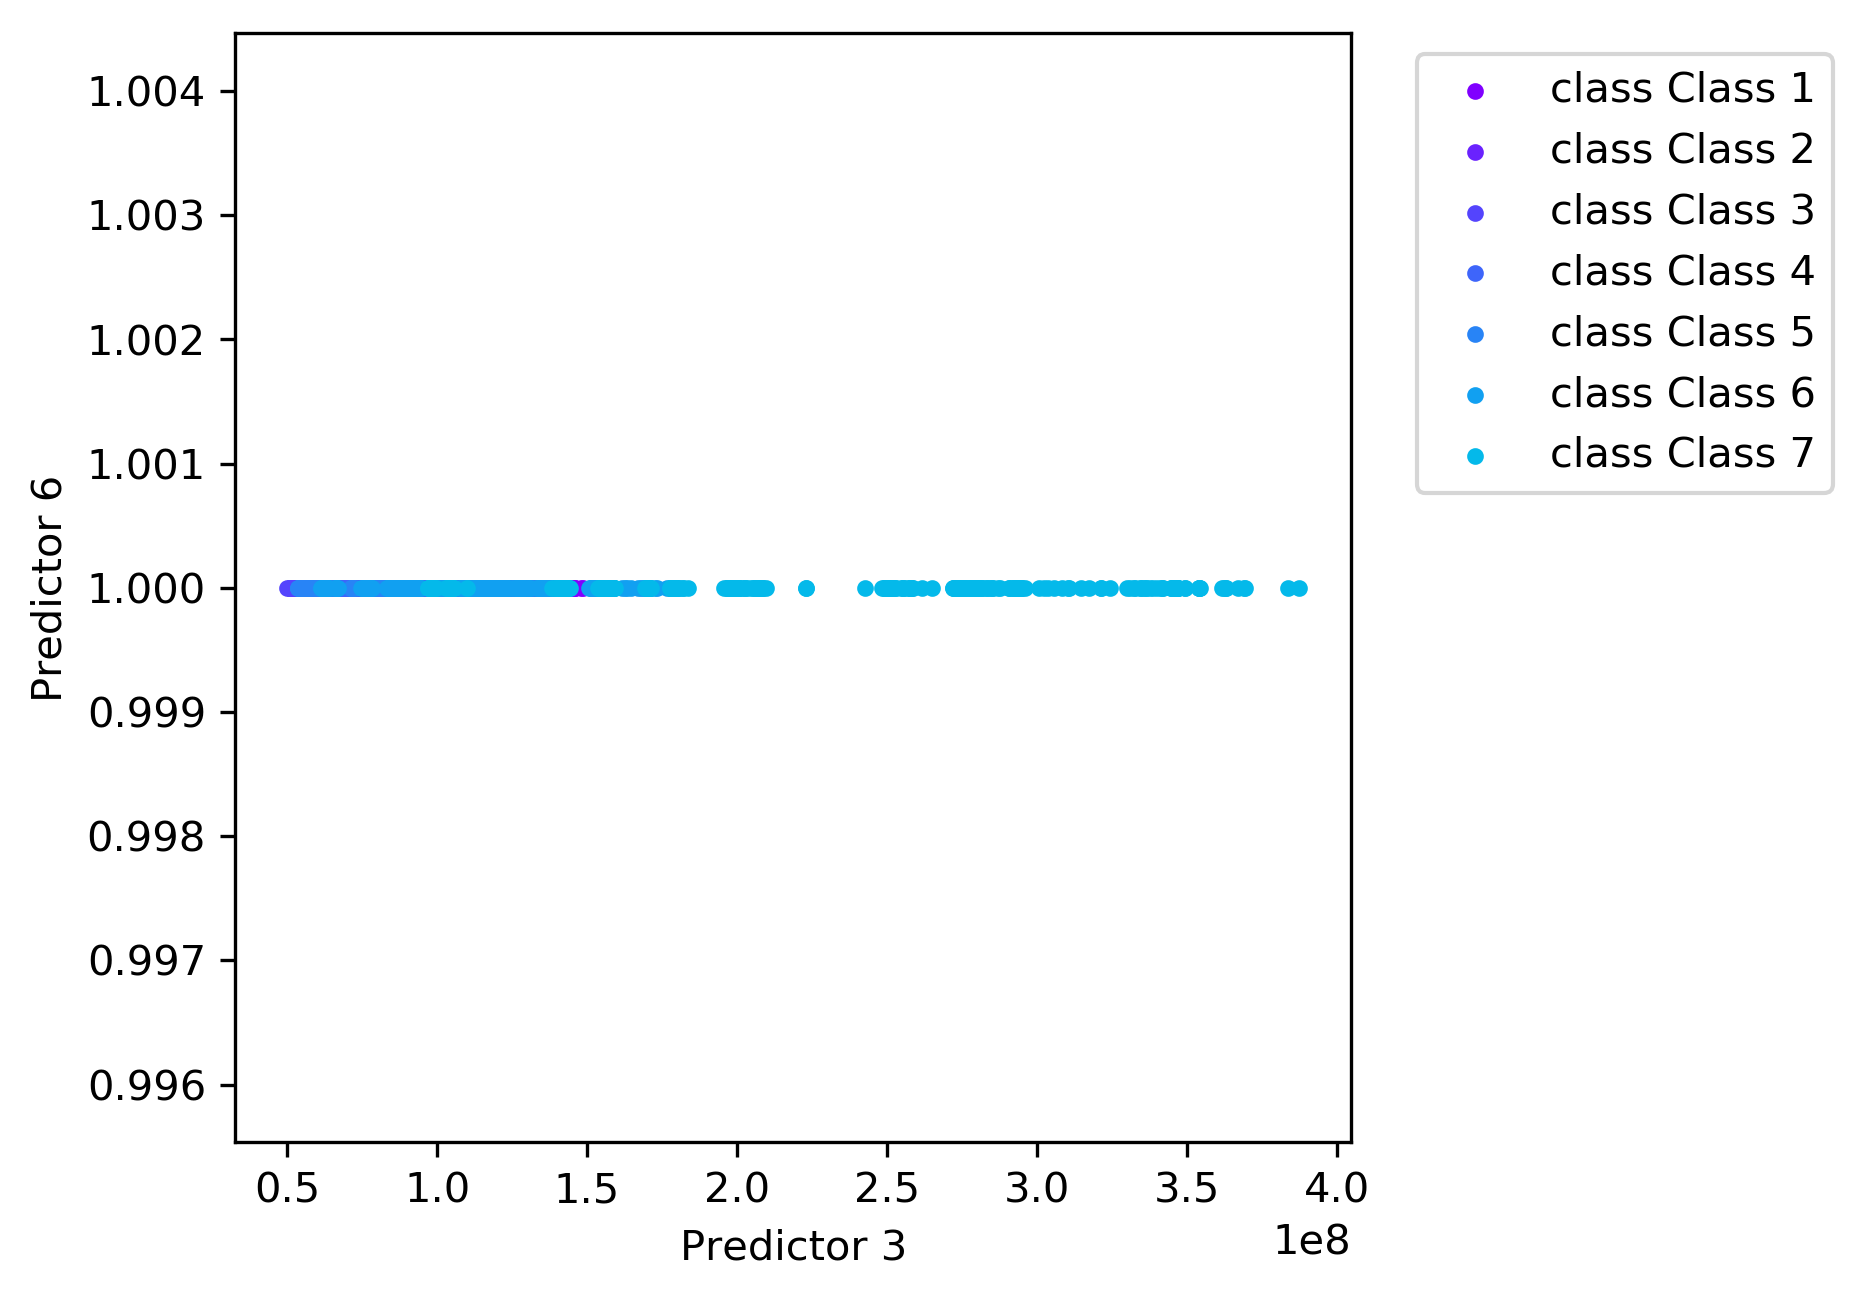 1.004
1.003
1.002
1.001
1.000
0.999
0.998
0.997
0.996
Predictor 6
0.5 1.0 1.5 2.0 2.5 3.0 3.5 4.0
1e8
Predictor 3
class Class 1
class Class 2
class Class 3
class Class 4
class Class 5
class Class 6
class Class 7